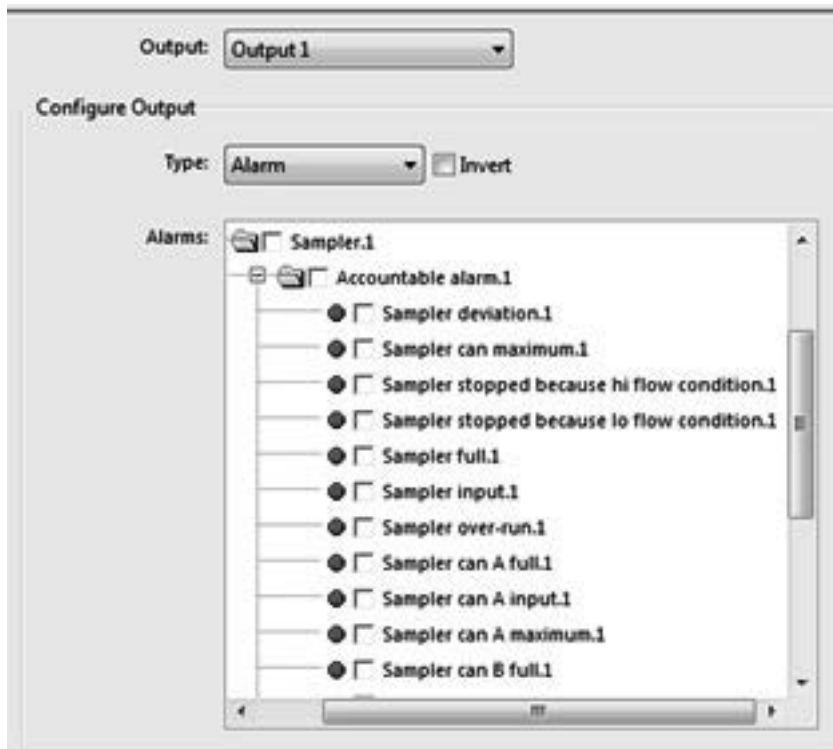 Output: Output 1
Configure Output
Type: Alarm Invert
Alarms: Sampler.1
Accountable alarm.1
Sampler deviation.1
Sampler can maximum.1
Sampler stopped because hi flow condition.1
Sampler stopped because lo flow condition.1
Sampler full.1
Sampler input.1
Sampler over-run.1
Sampler can A full.1
Sampler can A input.1
Sampler can A maximum.1
Sampler can B full.1